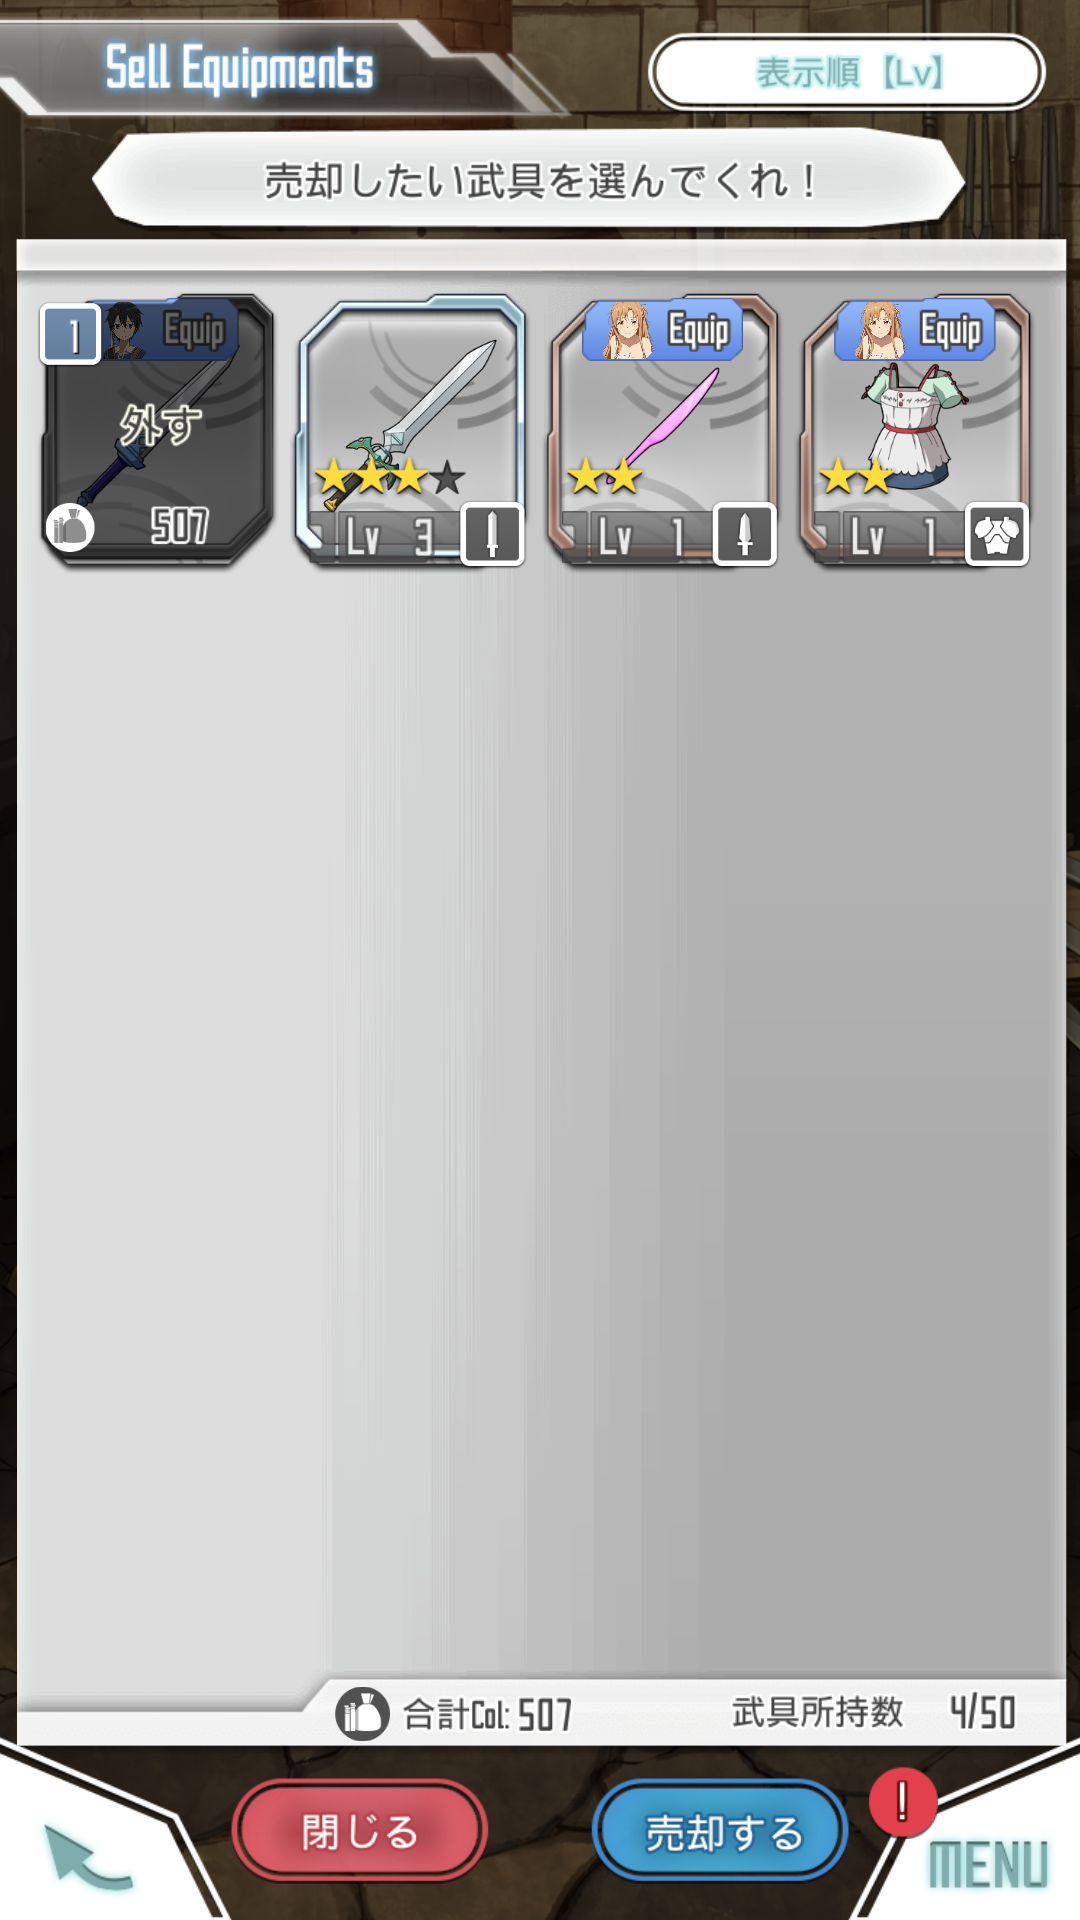 Sell Equipments
表示順【Lv】
売却したい武具を選んでくれ！
1 Equip
外す
507
Lv 3
Equip
Lv 1
Equip
Lv 1
合計Col: 507
武具所持数 4/50
閉じる
売却する
!
MENU